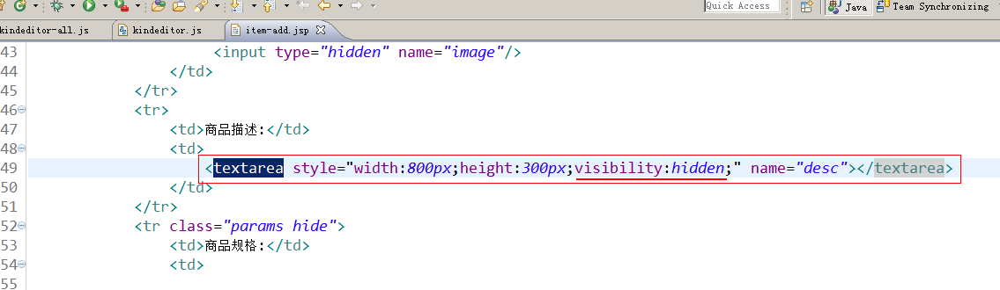 Quick Access
Java
Team Synchronizing
kindeditor-all.js
kindeditor.js
item-add.jsp
43 <input type="hidden" name="image"/>
44 </td>
45 </tr>
46 <tr>
47 <td>商品描述:</td>
48 <td>
49 <textarea style="width:800px;height:300px;visibility:hidden;" name="desc"></textarea>
50 </td>
51 </tr>
52 <tr class="params hide">
53 <td>商品规格:</td>
54 <td>
55